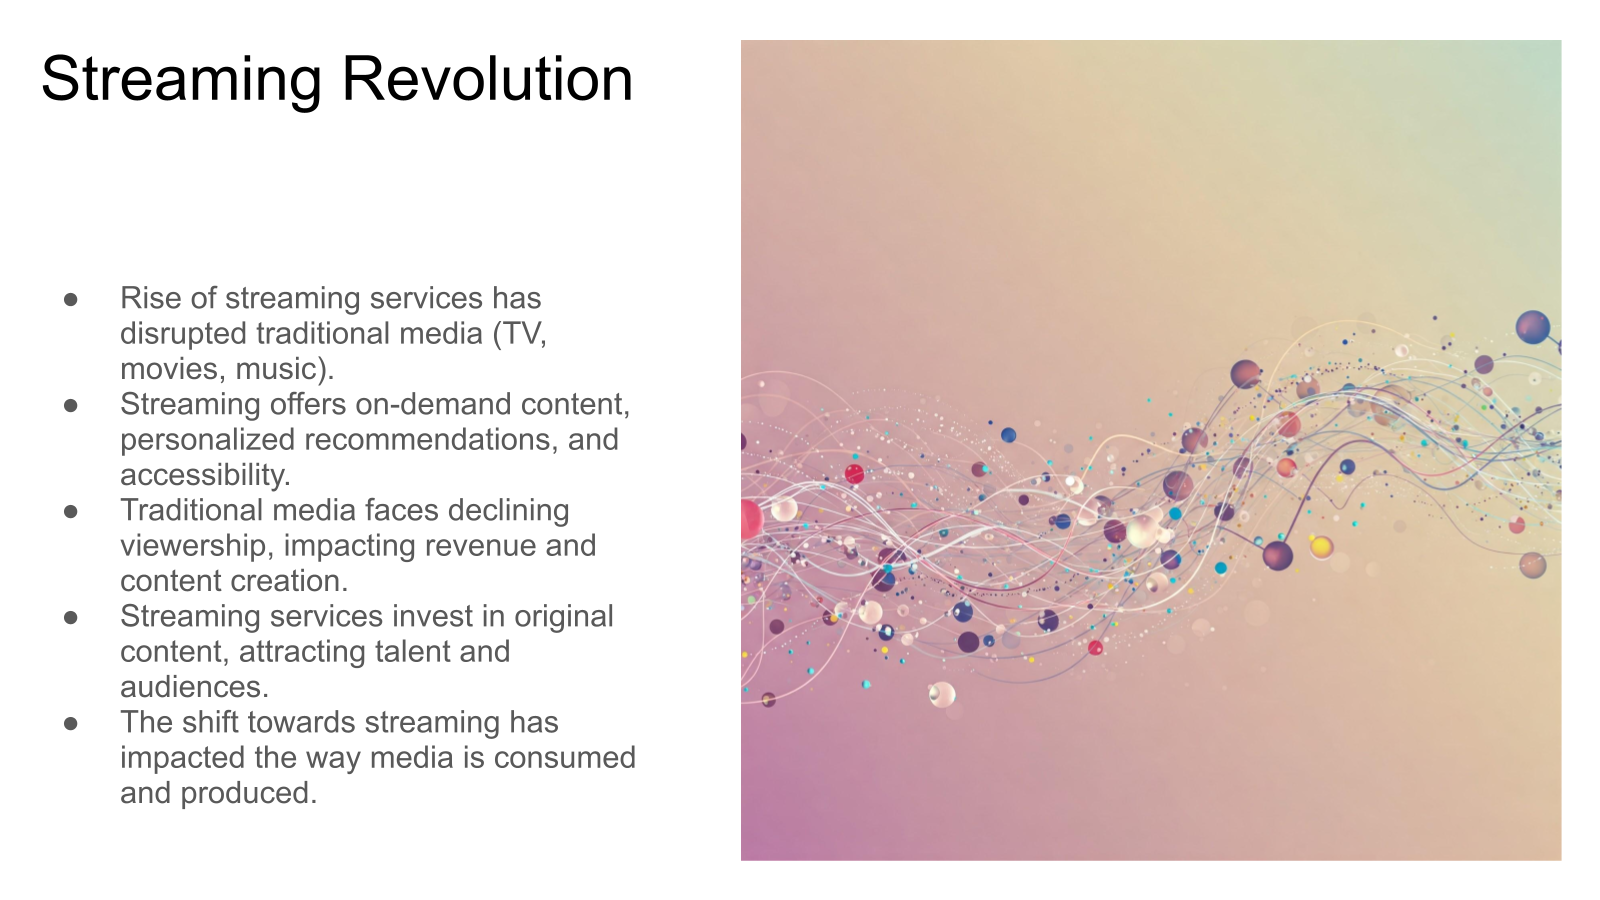 Streaming Revolution
● Rise of streaming services has
disrupted traditional media (TV,
movies, music).
● Streaming offers on-demand content,
personalized recommendations, and
accessibility.
● Traditional media faces declining
viewership, impacting revenue and
content creation.
● Streaming services invest in original
content, attracting talent and
audiences.
● The shift towards streaming has
impacted the way media is consumed
and produced.